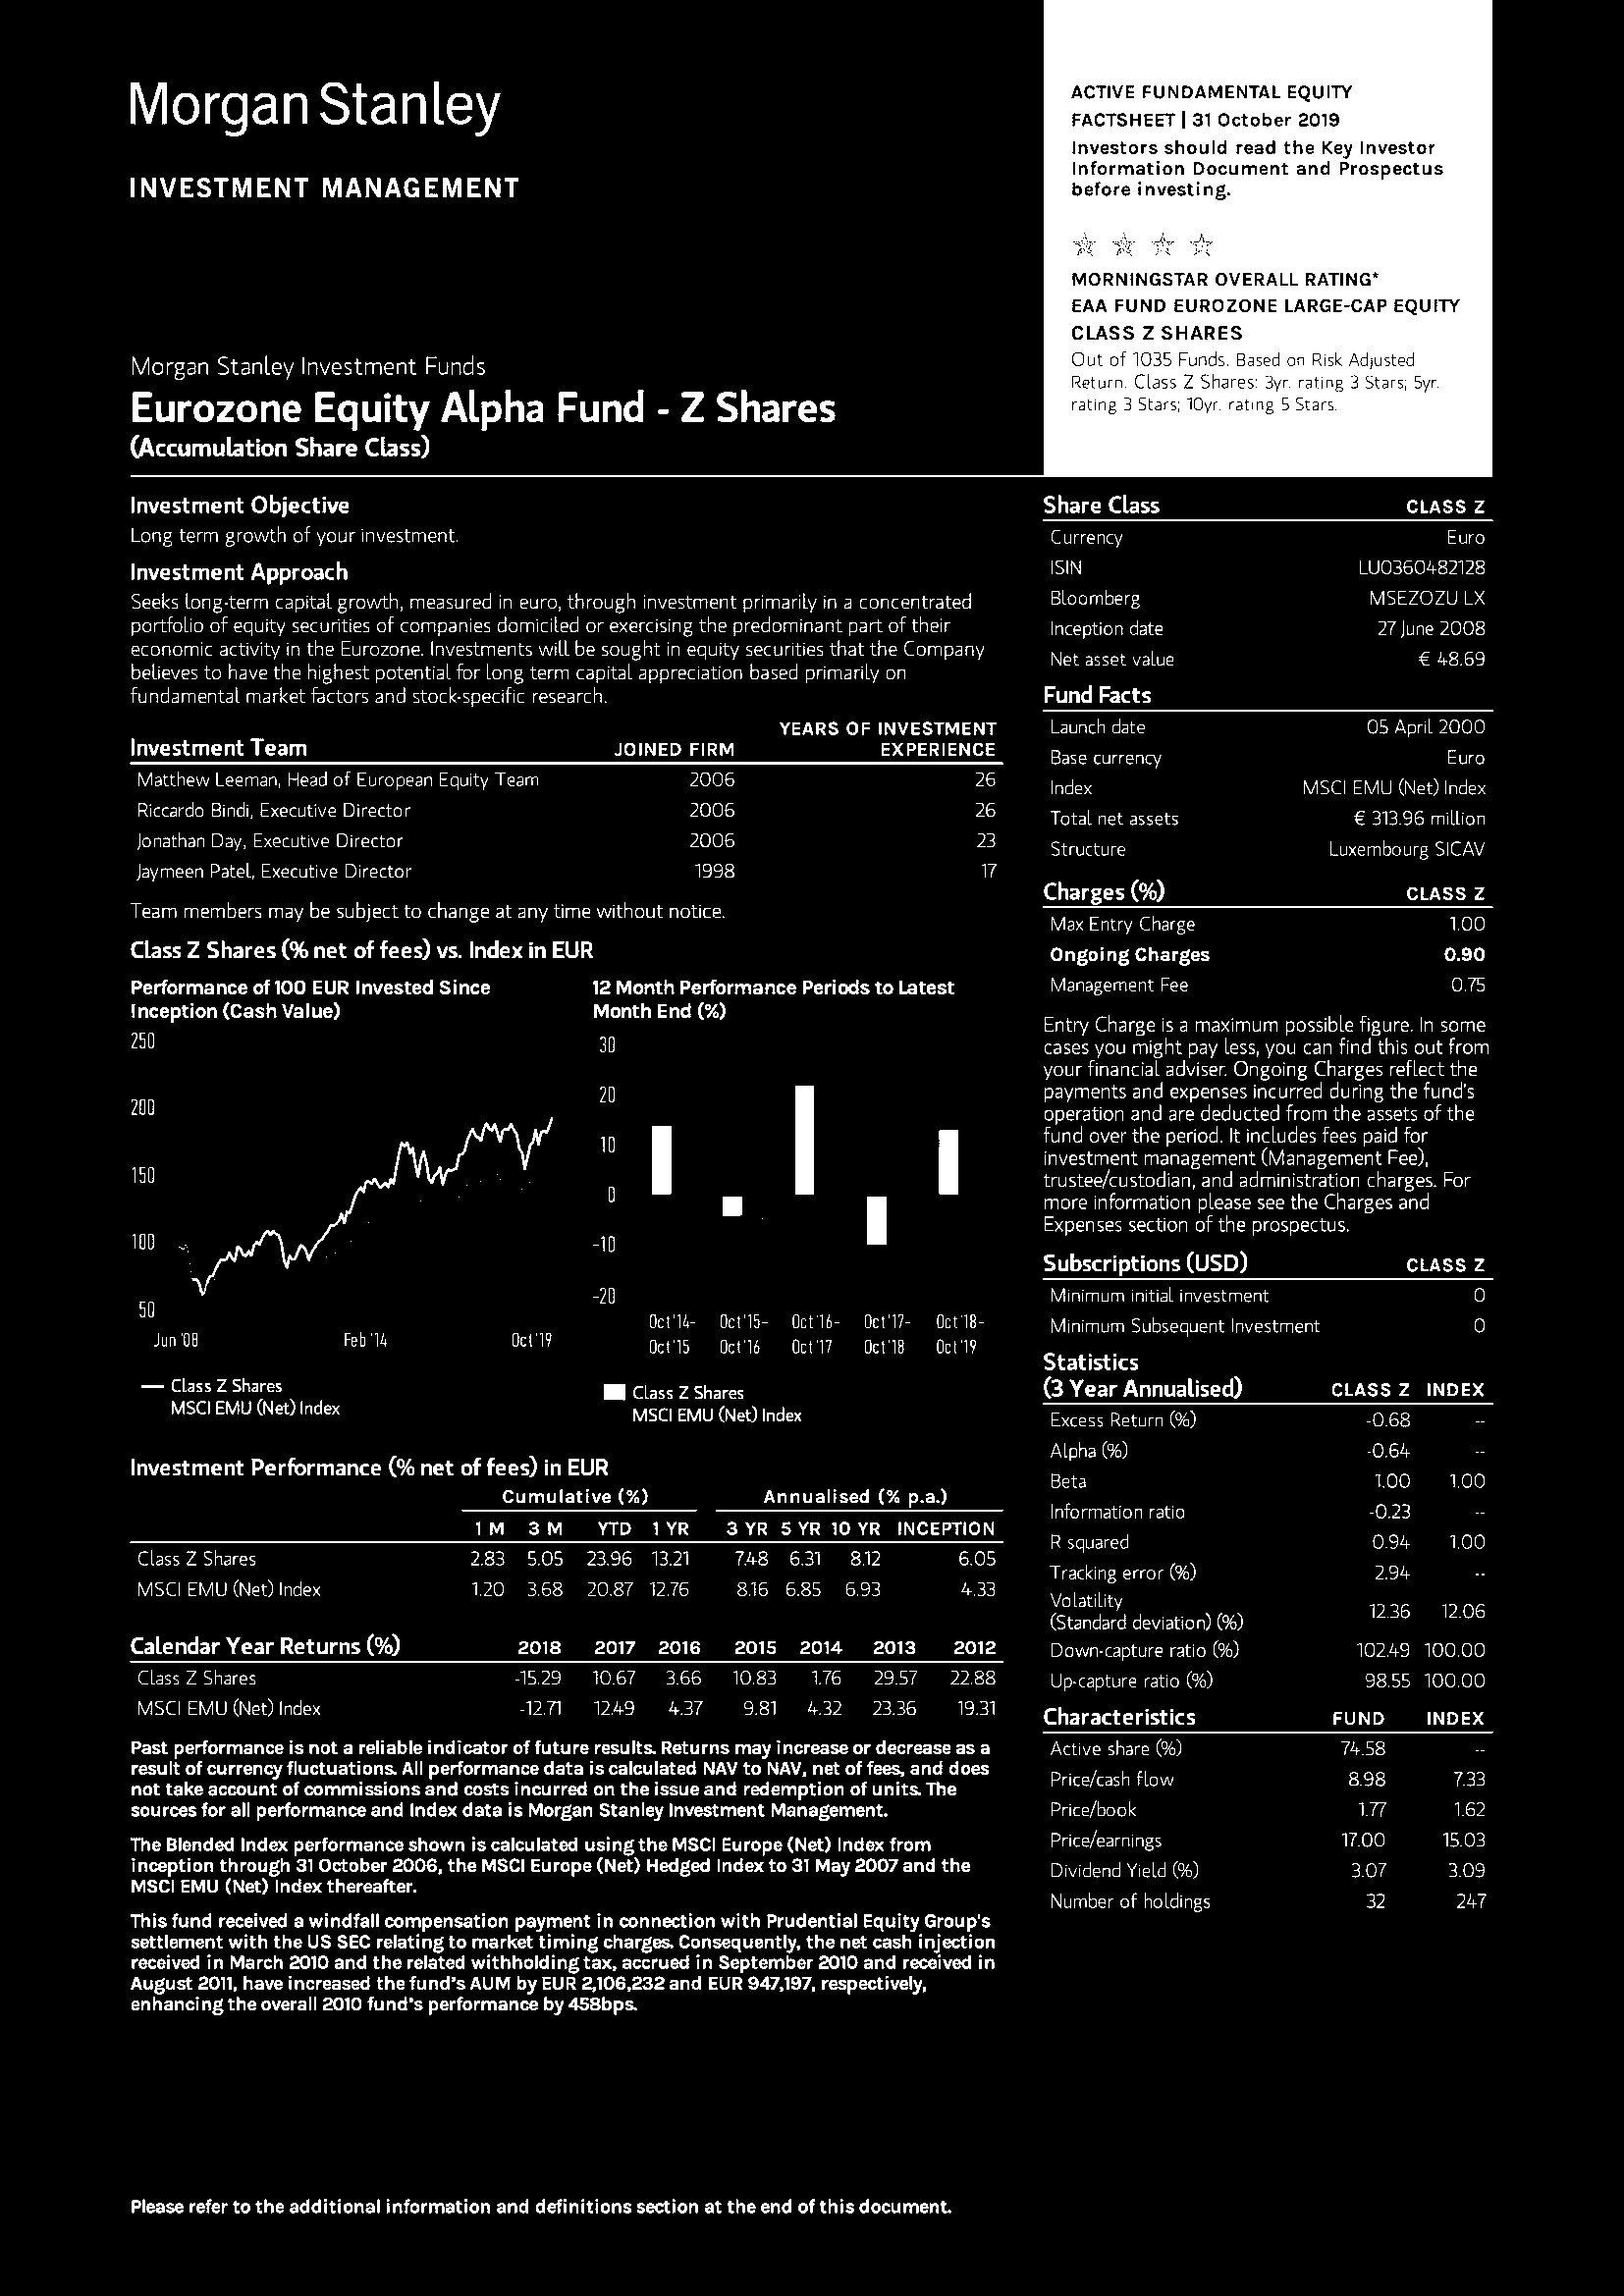 Morgan Stanley
INVESTMENT MANAGEMENT
ACTIVE FUNDAMENTAL EQUITY
FACTSHEET | 31 October 2019
Investors should read the Key Investor
Information Document and Prospectus
before investing.
MORNINGSTAR OVERALL RATING*
EAA FUND EUROZONE LARGE-CAP EQUITY
CLASS Z SHARES
Out of 1035 Funds. Based on Risk Adjusted
Return. Class Z Shares: 3yr. rating 3 Stars; 5yr.
rating 3 Stars; 10yr. rating 5 Stars.
Morgan Stanley Investment Funds
Eurozone Equity Alpha Fund - Z Shares
(Accumulation Share Class)
Investment Objective
Long term growth of your investment.
Investment Approach
Seeks long-term capital growth, measured in euro, through investment primarily in a concentrated
portfolio of equity securities of companies domiciled or exercising the predominant part of their
economic activity in the Eurozone. Investments will be sought in equity securities that the Company
believes to have the highest potential for long term capital appreciation based primarily on
fundamental market factors and stock-specific research.
Investment Team JOINED FIRM YEARS OF INVESTMENT EXPERIENCE
Matthew Leeman, Head of European Equity Team 2006 26
Riccardo Bindi, Executive Director 2006 26
Jonathan Day, Executive Director 2006 23
Jaymeen Patel, Executive Director 1998 17
Team members may be subject to change at any time without notice.
Class Z Shares (% net of fees) vs. Index in EUR
Performance of 100 EUR Invested Since
Inception (Cash Value)
250
200
150
100
50
Jun '08 Feb '14 Oct '19
Class Z Shares
MSCI EMU (Net) Index
12 Month Performance Periods to Latest
Month End (%)
30
20
10
0
-10
-20
Oct '14- Oct '15- Oct '16- Oct '17- Oct '18-
Oct '15 Oct '16 Oct '17 Oct '18 Oct '19
Class Z Shares
MSCI EMU (Net) Index
Investment Performance (% net of fees) in EUR
Cumulative (%) Annualised (% p.a.)
1 M 3 M YTD 1 YR 3 YR 5 YR 10 YR INCEPTION
Class Z Shares 2.83 5.05 23.96 13.21 7.48 6.31 8.12 6.05
MSCI EMU (Net) Index 1.20 3.68 20.87 12.76 8.16 6.85 6.93 4.33
Calendar Year Returns (%) 2018 2017 2016 2015 2014 2013 2012
Class Z Shares -15.29 10.67 3.66 10.83 1.76 29.57 22.88
MSCI EMU (Net) Index -12.71 12.49 4.37 9.81 4.32 23.36 19.31
Past performance is not a reliable indicator of future results. Returns may increase or decrease as a
result of currency fluctuations. All performance data is calculated NAV to NAV, net of fees, and does
not take account of commissions and costs incurred on the issue and redemption of units. The
sources for all performance and Index data is Morgan Stanley Investment Management.
The Blended Index performance shown is calculated using the MSCI Europe (Net) Index from
inception through 31 October 2006, the MSCI Europe (Net) Hedged Index to 31 May 2007 and the
MSCI EMU (Net) Index thereafter.
This fund received a windfall compensation payment in connection with Prudential Equity Group's
settlement with the US SEC relating to market timing charges. Consequently, the net cash injection
received in March 2010 and the related withholding tax, accrued in September 2010 and received in
August 2011, have increased the fund's AUM by EUR 2,106,232 and EUR 947,197, respectively,
enhancing the overall 2010 fund's performance by 458bps.
Share Class CLASS Z
Currency Euro
ISIN LU0360482128
Bloomberg MSEZOZU LX
Inception date 27 June 2008
Net asset value € 48.69
Fund Facts
Launch date 05 April 2000
Base currency Euro
Index MSCI EMU (Net) Index
Total net assets € 313.96 million
Structure Luxembourg SICAV
Charges (%) CLASS Z
Max Entry Charge 1.00
Ongoing Charges 0.90
Management Fee 0.75
Entry Charge is a maximum possible figure. In some
cases you might pay less, you can find this out from
your financial adviser. Ongoing Charges reflect the
payments and expenses incurred during the fund's
operation and are deducted from the assets of the
fund over the period. It includes fees paid for
investment management (Management Fee),
trustee/custodian, and administration charges. For
more information please see the Charges and
Expenses section of the prospectus.
Subscriptions (USD) CLASS Z
Minimum initial investment 0
Minimum Subsequent Investment 0
Statistics
(3 Year Annualised) CLASS Z INDEX
Excess Return (%) -0.68 --
Alpha (%) -0.64 --
Beta 1.00 1.00
Information ratio -0.23 --
R squared 0.94 1.00
Tracking error (%) 2.94 --
Volatility
(Standard deviation) (%) 12.36 12.06
Down-capture ratio (%) 102.49 100.00
Up-capture ratio (%) 98.55 100.00
Characteristics FUND INDEX
Active share (%) 74.58 --
Price/cash flow 8.98 7.33
Price/book 1.77 1.62
Price/earnings 17.00 15.03
Dividend Yield (%) 3.07 3.09
Number of holdings 32 247
Please refer to the additional information and definitions section at the end of this document.